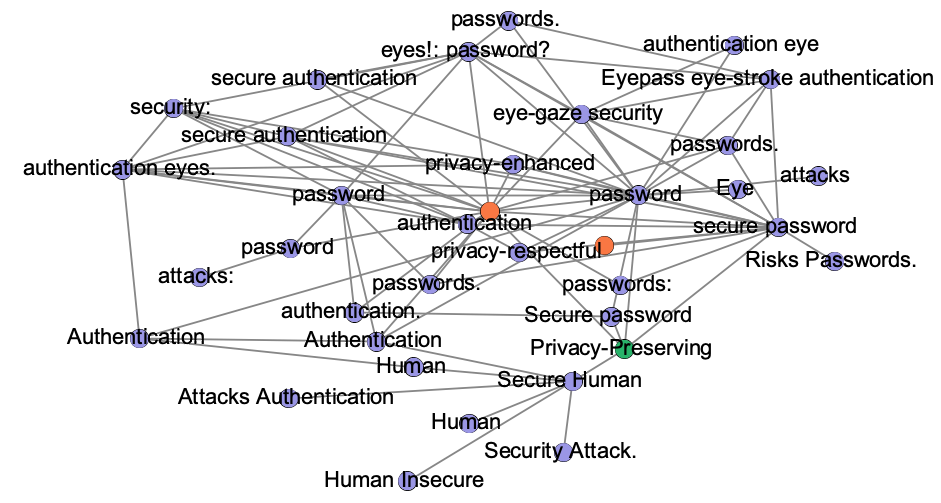 passwords.
authentication eye
eyes!: password?
secure authentication
Eyepass eye-stroke authentication
security:
eye-gaze security
secure authentication
passwords.
privacy-enhanced
authentication eyes.
attacks
Eye
password
password
authentication
secure password
password
privacy-respectful
Risks Passwords.
attacks:
passwords.
passwords:
authentication.
Secure password
Authentication
Authentication
Privacy-Preserving
Human
Secure Human
Attacks Authentication
Human
Security Attack.
Human Insecure